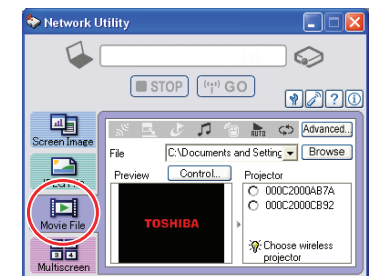 Network Utility
STOP
GO
?
Screen Image
AUTO
Advanced...
File
C:\Documents and Setting
Browse
Preview
Control...
Projector
000C2000AB7A
000C2000CB92
Movie File
TOSHIBA
Choose wireless
projector
Multiscreen